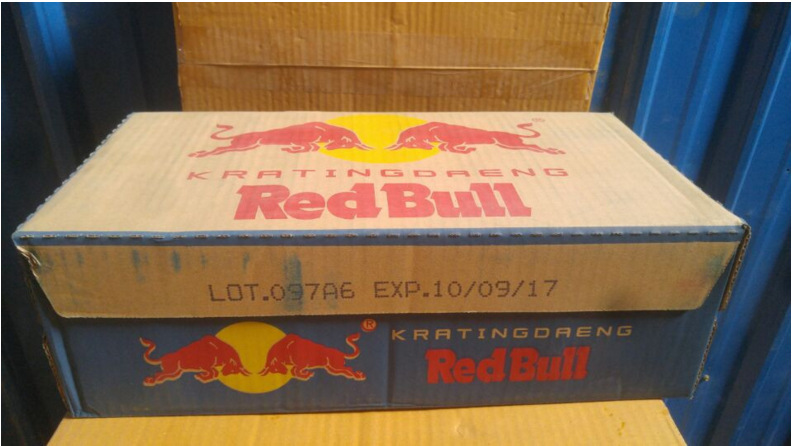 KRATINGDAENG
Red Bull
LOT.097A6 EXP.10/09/17
®
KRATINGDAENG
Red Bull